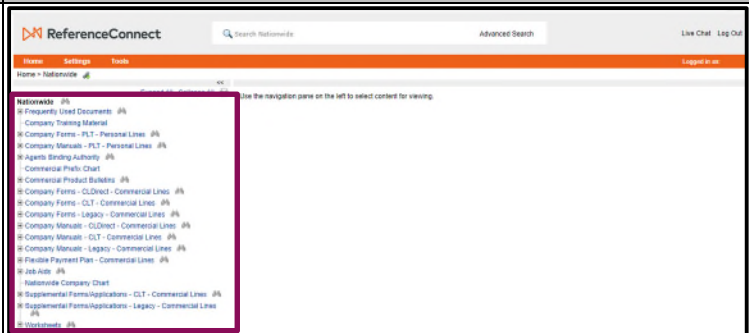 ReferenceConnect
Search Nationwide
Advanced Search
Live Chat Log Out
Home Settings Tools
Logged in as:
Home > Nationwide
<<
Use the navigation pane on the left to select content for viewing.
Nationwide
Frequently Used Documents
Company Training Material
Company Forms - PLT - Personal Lines
Company Manuals - PLT - Personal Lines
Agents Binding Authority
Commercial Prefix Chart
Commercial Product Bulletins
Company Forms - CLDirect - Commercial Lines
Company Forms - CLT - Commercial Lines
Company Forms - Legacy - Commercial Lines
Company Manuals - CLDirect - Commercial Lines
Company Manuals - CLT - Commercial Lines
Company Manuals - Legacy - Commercial Lines
Flexible Payment Plan - Commercial Lines
Job Aids
Nationwide Company Chart
Supplemental Forms/Applications - CLT - Commercial Lines
Supplemental Forms/Applications - Legacy - Commercial Lines
Worksheets